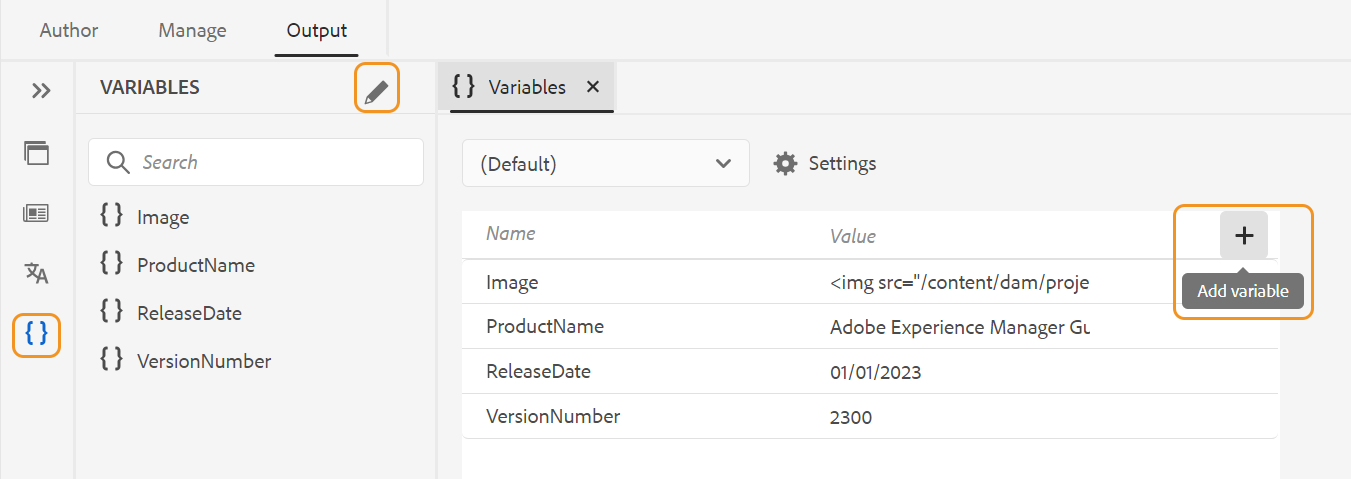 Author Manage Output
VARIABLES
{} Variables ×
Search
(Default)
Settings
Name Value +
Add variable
{} Image
{} ProductName
{} ReleaseDate
{} VersionNumber
{}
Image <img src="/content/dam/proje
ProductName Adobe Experience Manager Gu
ReleaseDate 01/01/2023
VersionNumber 2300